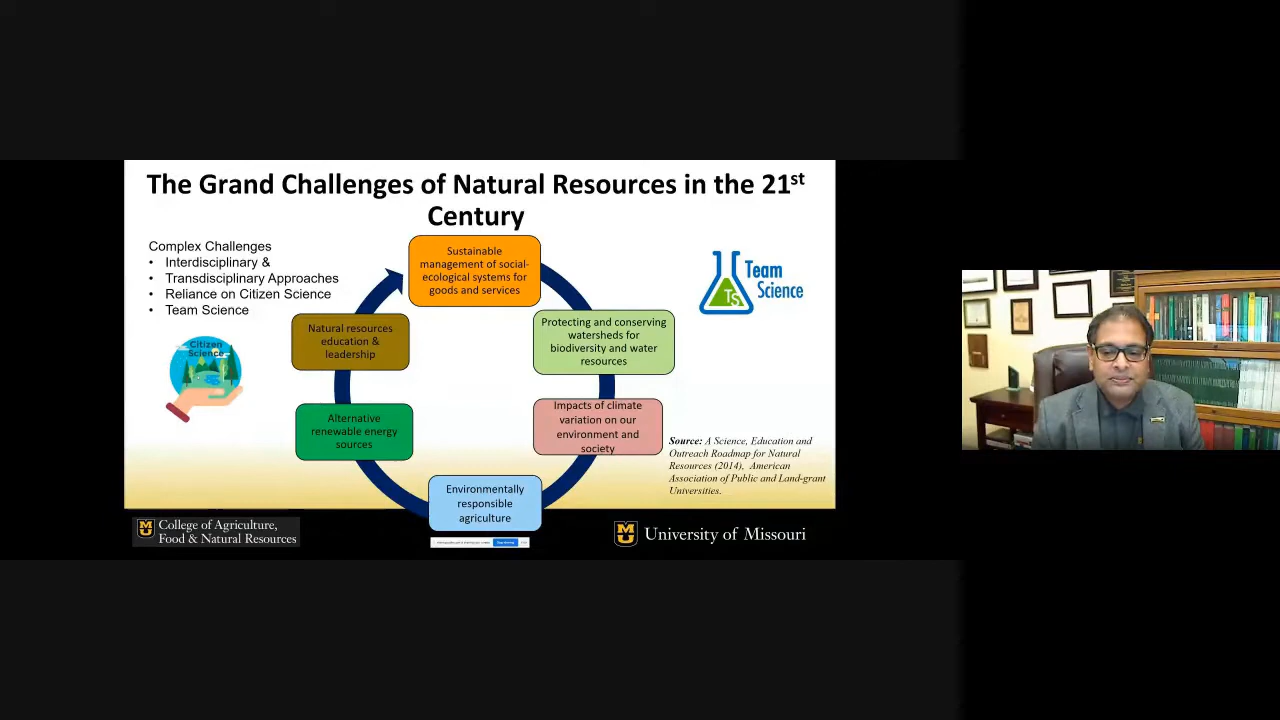 The Grand Challenges of Natural Resources in the 21st
Century
Complex Challenges
• Interdisciplinary &
• Transdisciplinary Approaches
• Reliance on Citizen Science
• Team Science
Citizen
Science
Sustainable
management of social-
ecological systems for
goods and services
Protecting and conserving
watersheds for
biodiversity and water
resources
Impacts of climate
variation on our
environment and
society
Environmentally
responsible
agriculture
Alternative
renewable energy
sources
Natural resources
education &
leadership
Team
Science
TS
Source: A Science, Education and
Outreach Roadmap for Natural
Resources (2014), American
Association of Public and Land-grant
Universities.
College of Agriculture,
Food & Natural Resources
University of Missouri